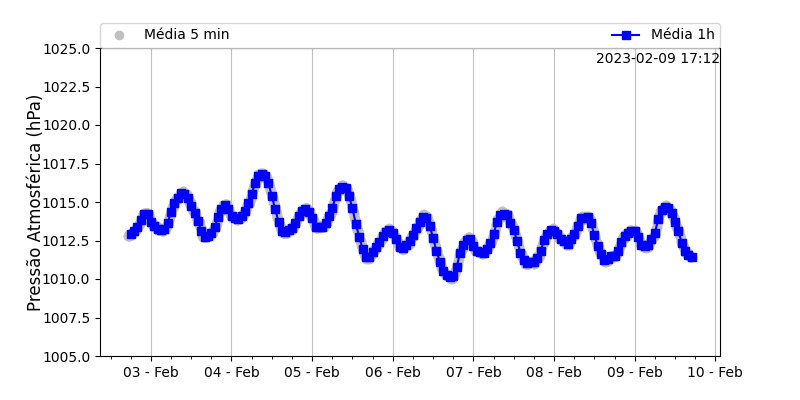 Média 5 min
Média 1h
2023-02-09 17:12
Pressão Atmosférica (hPa)
1025.0
1022.5
1020.0
1017.5
1015.0
1012.5
1010.0
1007.5
1005.0
03 - Feb
04 - Feb
05 - Feb
06 - Feb
07 - Feb
08 - Feb
09 - Feb
10 - Feb